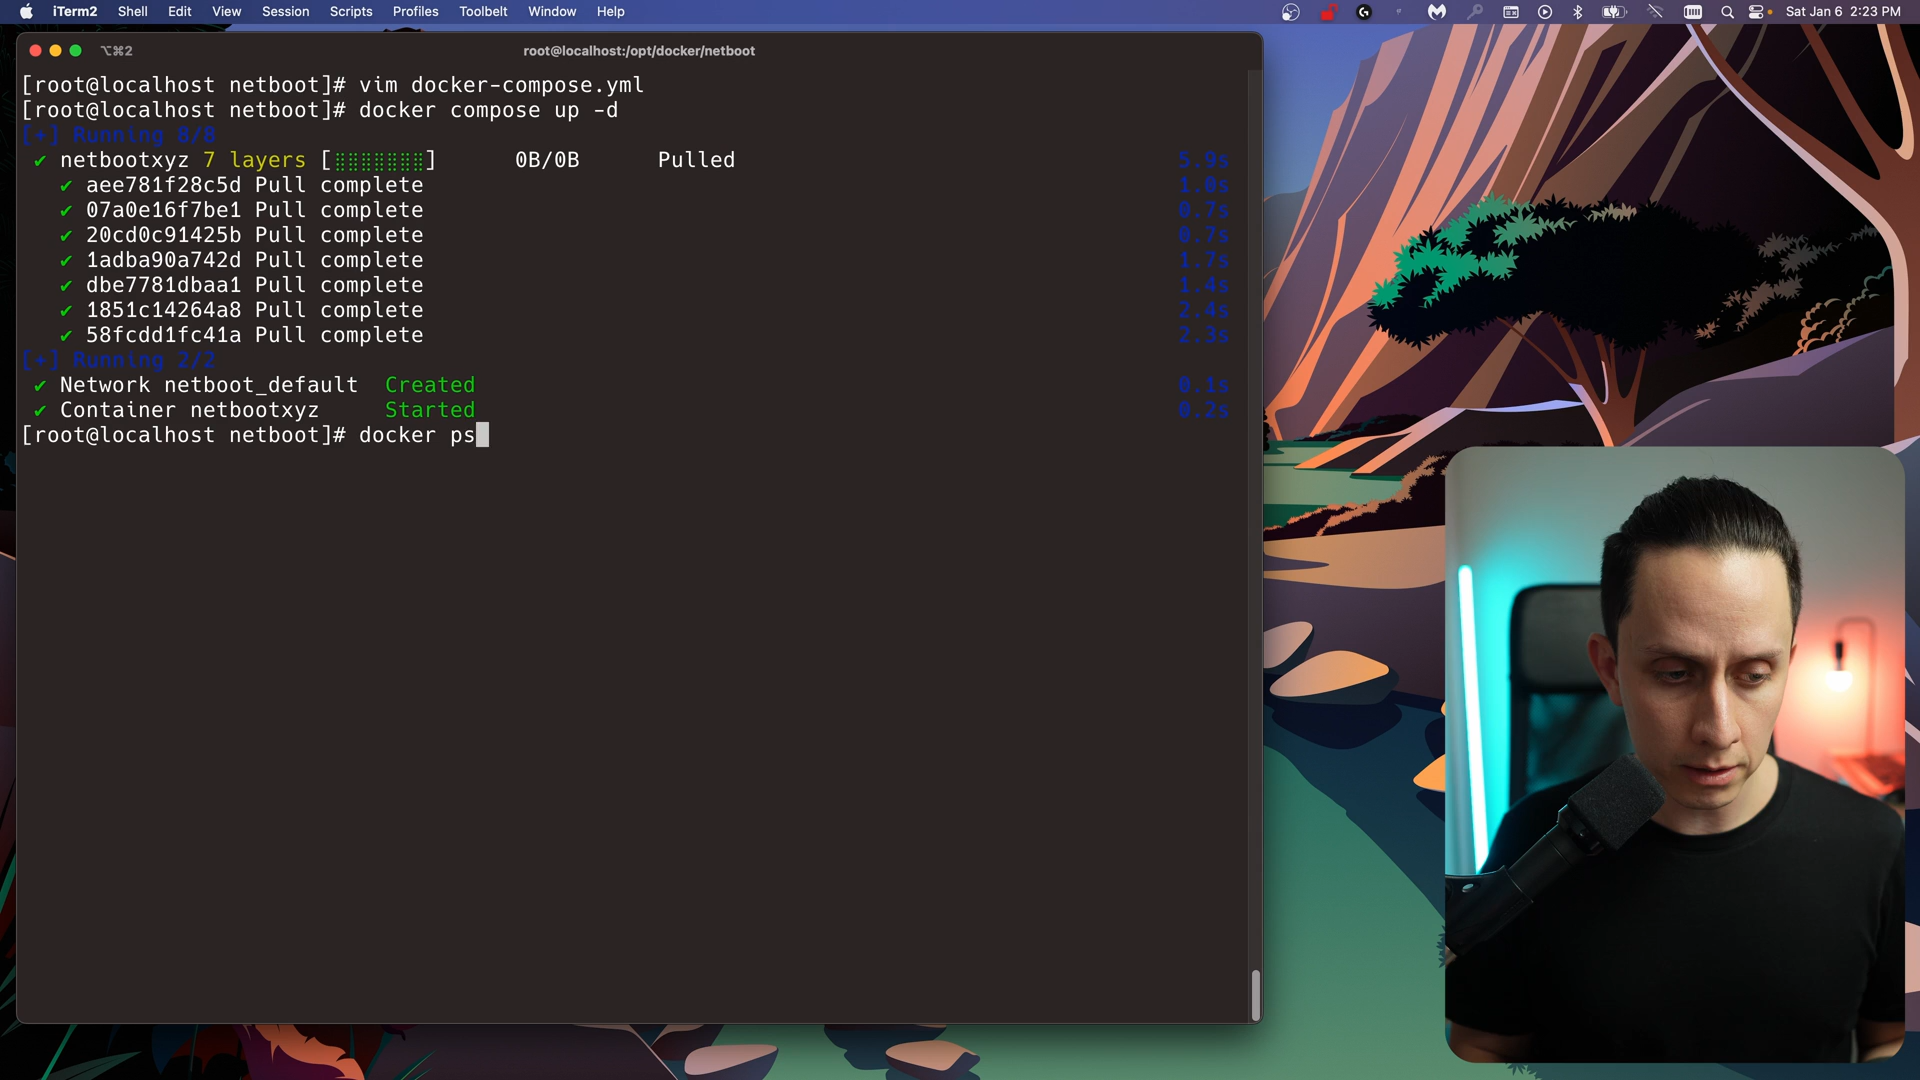 iTerm2 Shell Edit View Session Scripts Profiles Toolbelt Window Help Sat Jan 6 2:23 PM
⌥⌘2 root@localhost:/opt/docker/netboot
[root@localhost netboot]# vim docker-compose.yml
[root@localhost netboot]# docker compose up -d
[+] Running 8/8
✔ netbootxyz 7 layers [⣿⣿⣿⣿⣿⣿⣿] 0B/0B Pulled 5.9s
✔ aee781f28c5d Pull complete 1.0s
✔ 07a0e16f7be1 Pull complete 0.7s
✔ 20cd0c91425b Pull complete 0.7s
✔ 1adba90a742d Pull complete 1.7s
✔ dbe7781dbaa1 Pull complete 1.4s
✔ 1851c14264a8 Pull complete 2.4s
✔ 58fcdd1fc41a Pull complete 2.3s
[+] Running 2/2
✔ Network netboot_default Created 0.1s
✔ Container netbootxyz Started 0.2s
[root@localhost netboot]# docker ps